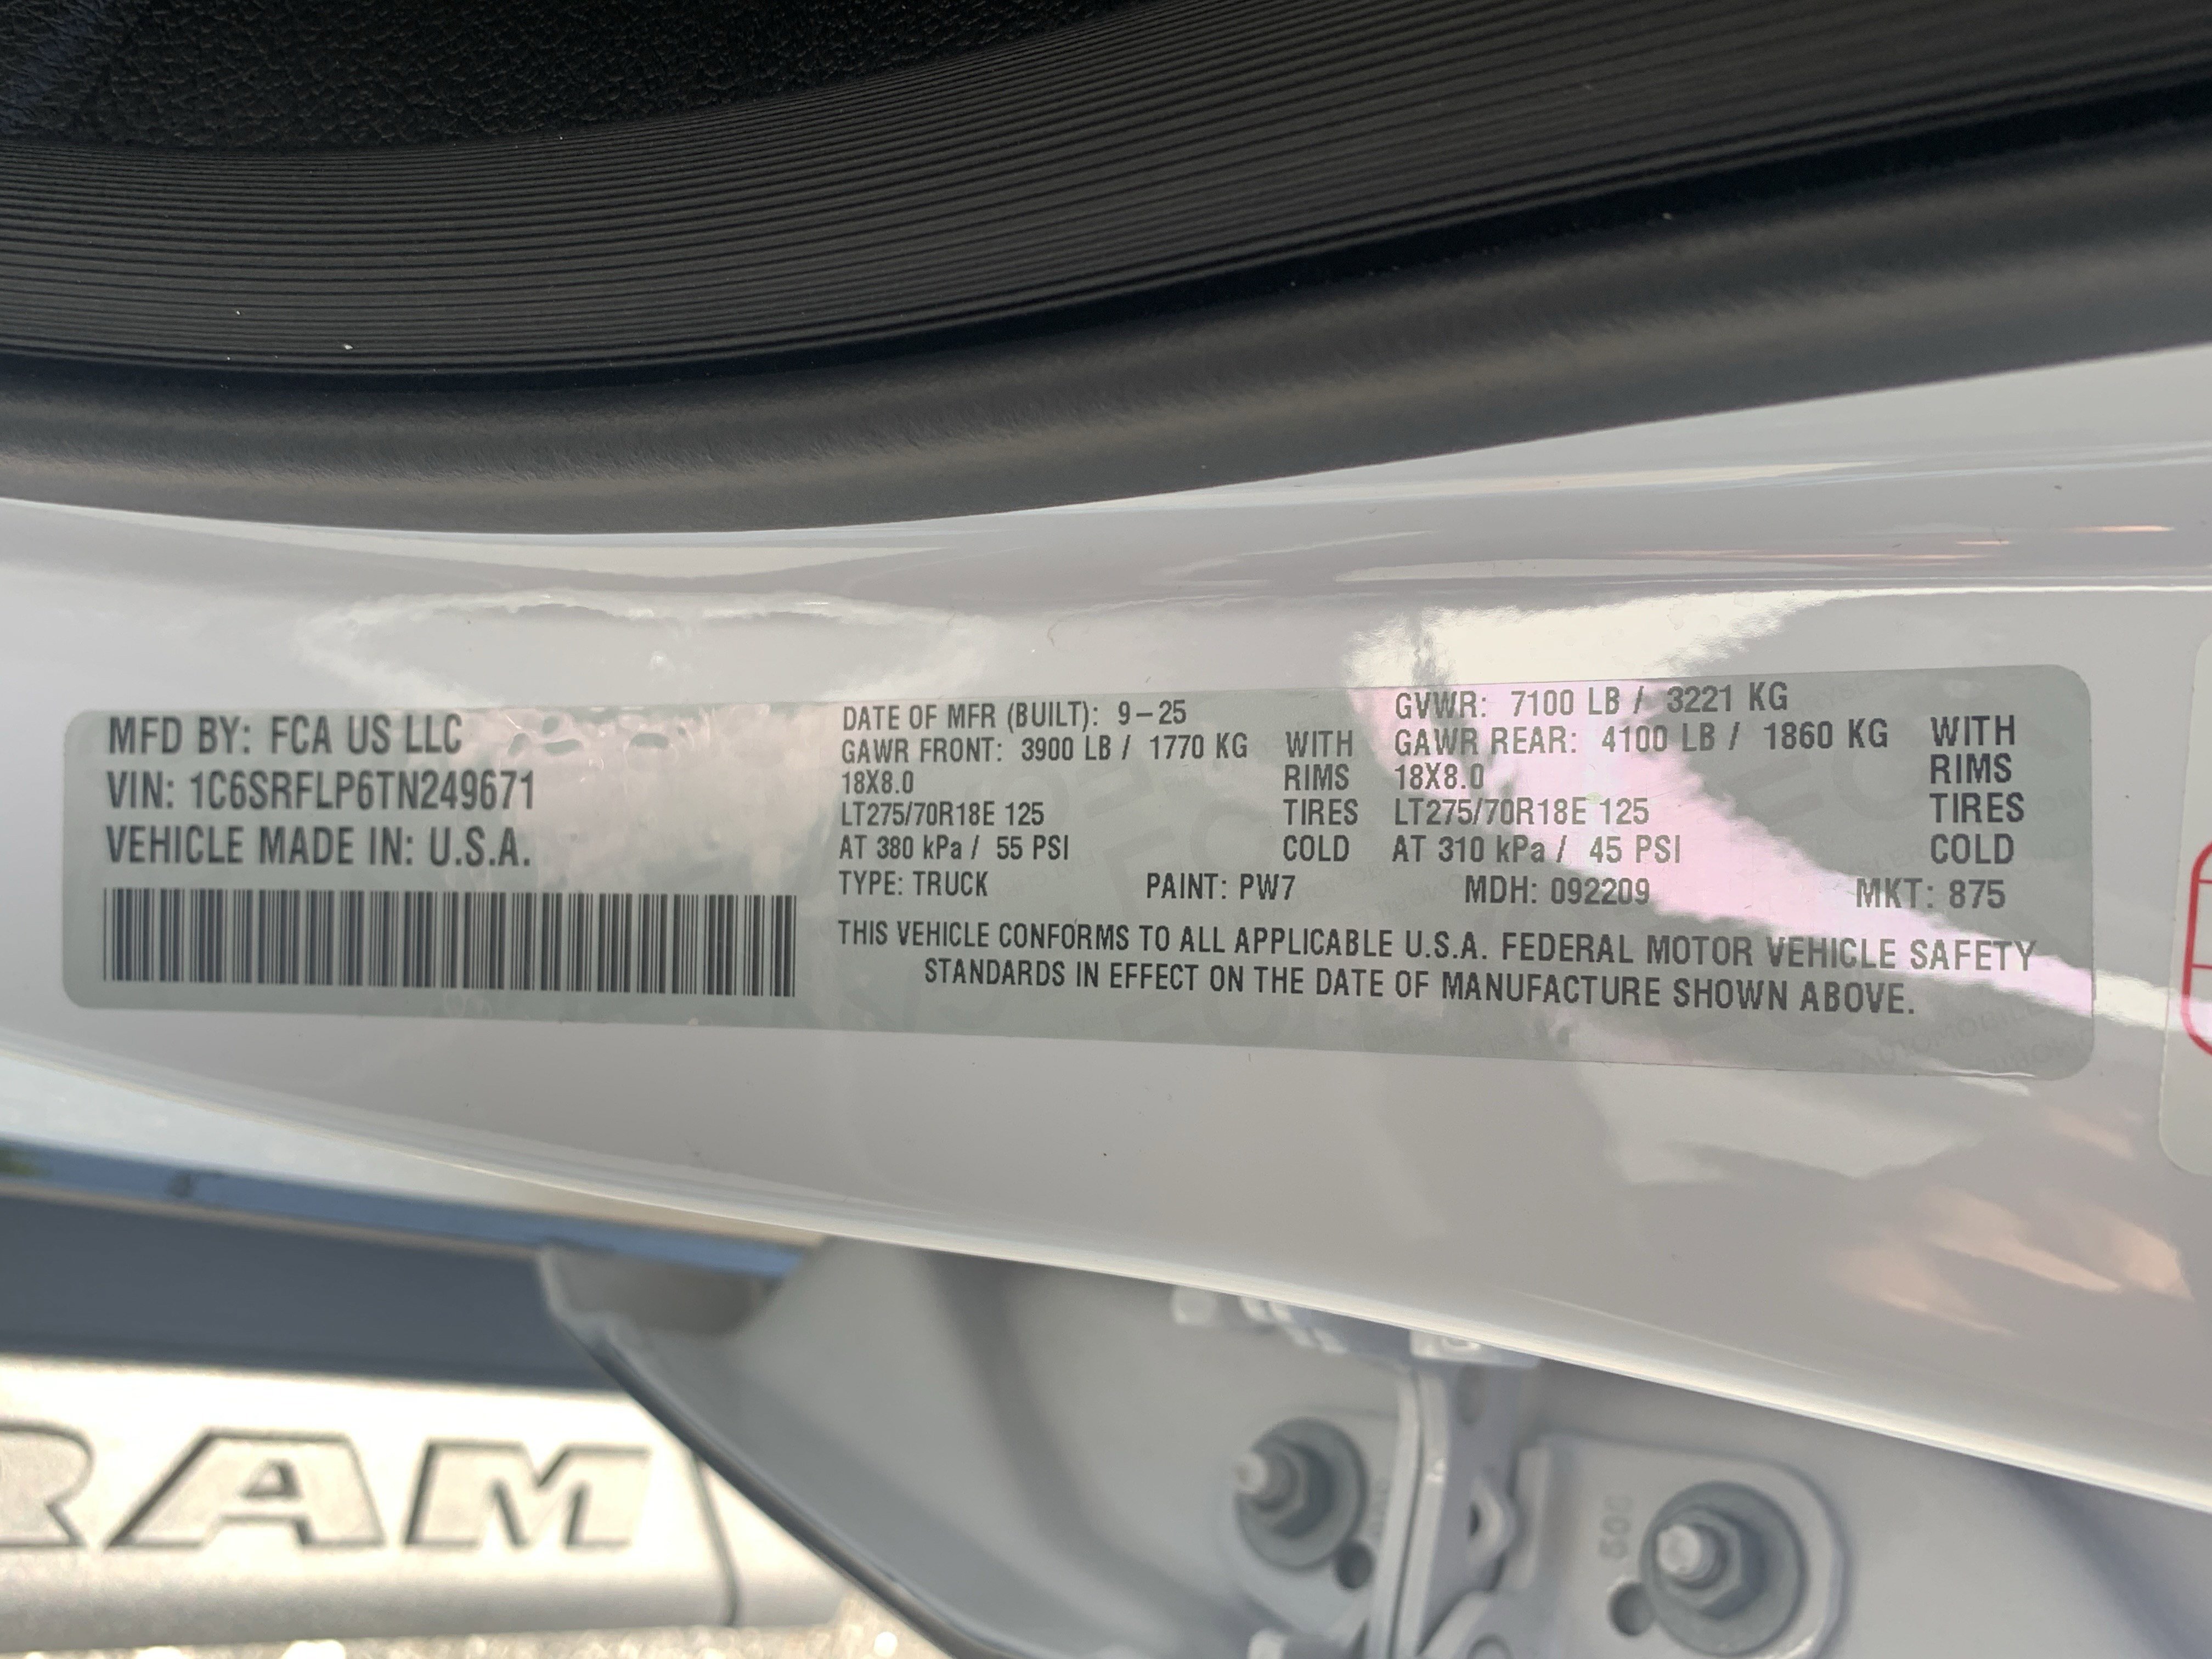 MFD BY: FCA US LLC
VIN: 1C6SRFLP6TN249671
VEHICLE MADE IN: U.S.A.
DATE OF MFR (BUILT): 9-25
GVWR: 7100 LB / 3221 KG
GAWR FRONT: 3900 LB / 1770 KG WITH GAWR REAR: 4100 LB / 1860 KG WITH
18X8.0 RIMS 18X8.0 RIMS
LT275/70R18E 125 TIRES LT275/70R18E 125 TIRES
AT 380 kPa / 55 PSI COLD AT 310 kPa / 45 PSI COLD
TYPE: TRUCK PAINT: PW7 MDH: 092209 MKT: 875
THIS VEHICLE CONFORMS TO ALL APPLICABLE U.S.A. FEDERAL MOTOR VEHICLE SAFETY
STANDARDS IN EFFECT ON THE DATE OF MANUFACTURE SHOWN ABOVE.
RAM